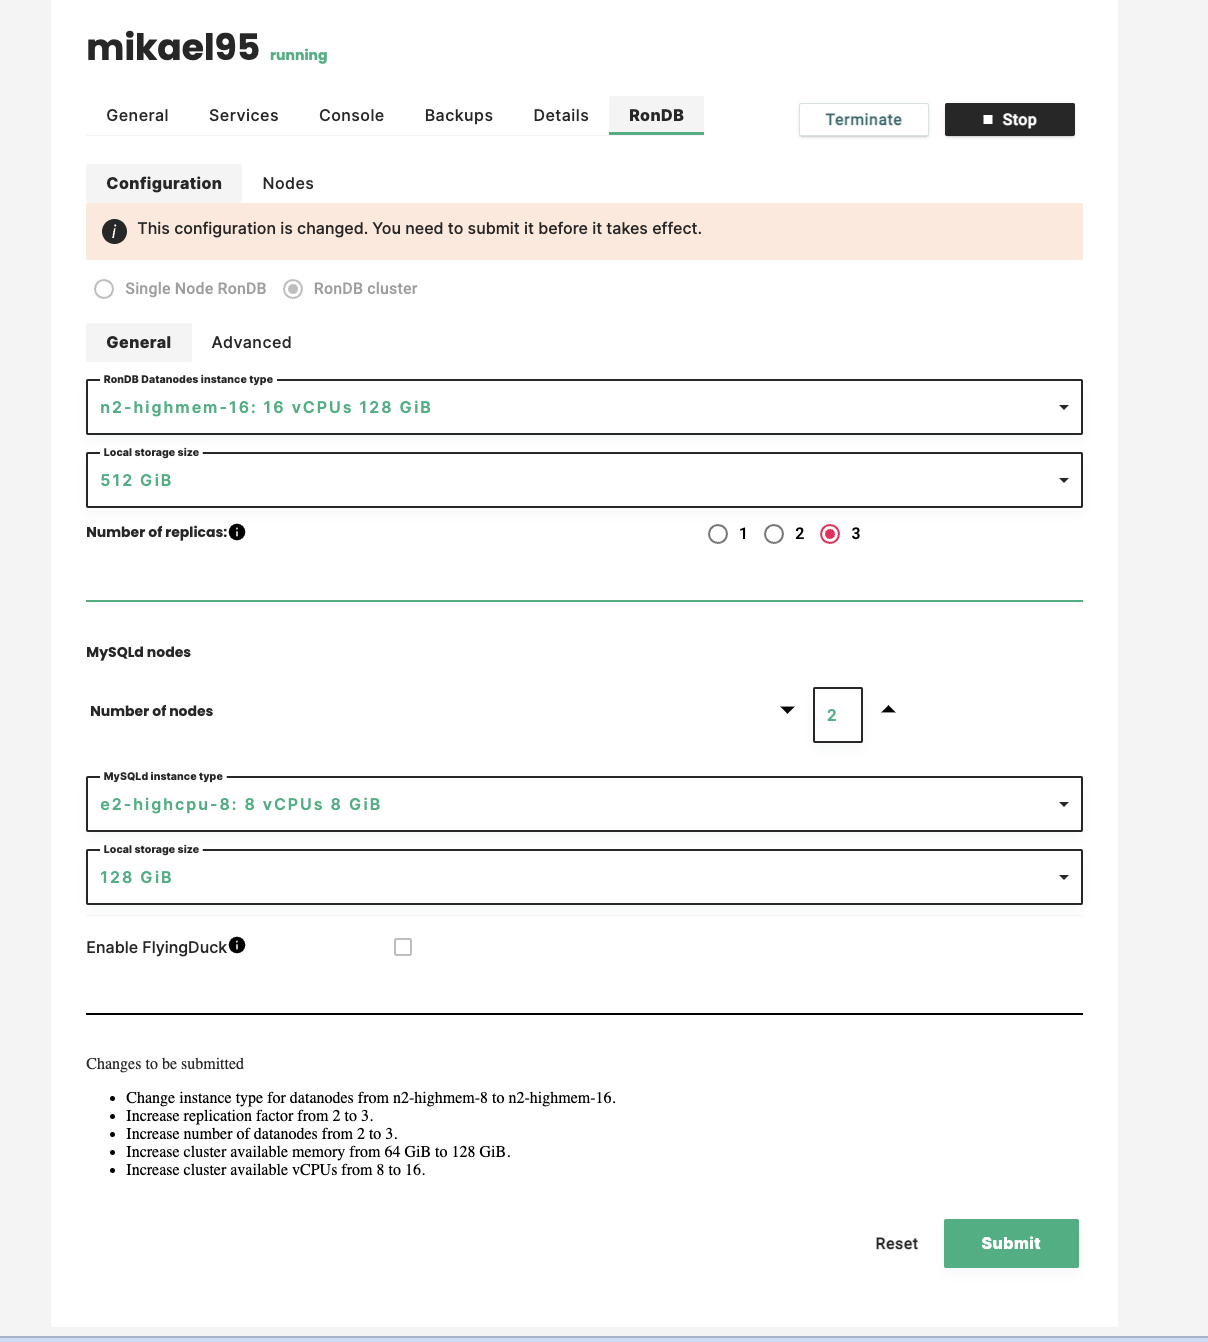 mikael95 running
General Services Console Backups Details RonDB Terminate Stop
Configuration Nodes
i This configuration is changed. You need to submit it before it takes effect.
Single Node RonDB RonDB cluster
General Advanced
RonDB Datanodes instance type
n2-highmem-16: 16 vCPUs 128 GiB
Local storage size
512 GiB
Number of replicas: i 1 2 3
MySQLd nodes
Number of nodes 2
MySQLd instance type
e2-highcpu-8: 8 vCPUs 8 GiB
Local storage size
128 GiB
Enable FlyingDuck i
Changes to be submitted
• Change instance type for datanodes from n2-highmem-8 to n2-highmem-16.
• Increase replication factor from 2 to 3.
• Increase number of datanodes from 2 to 3.
• Increase cluster available memory from 64 GiB to 128 GiB.
• Increase cluster available vCPUs from 8 to 16.
Reset Submit